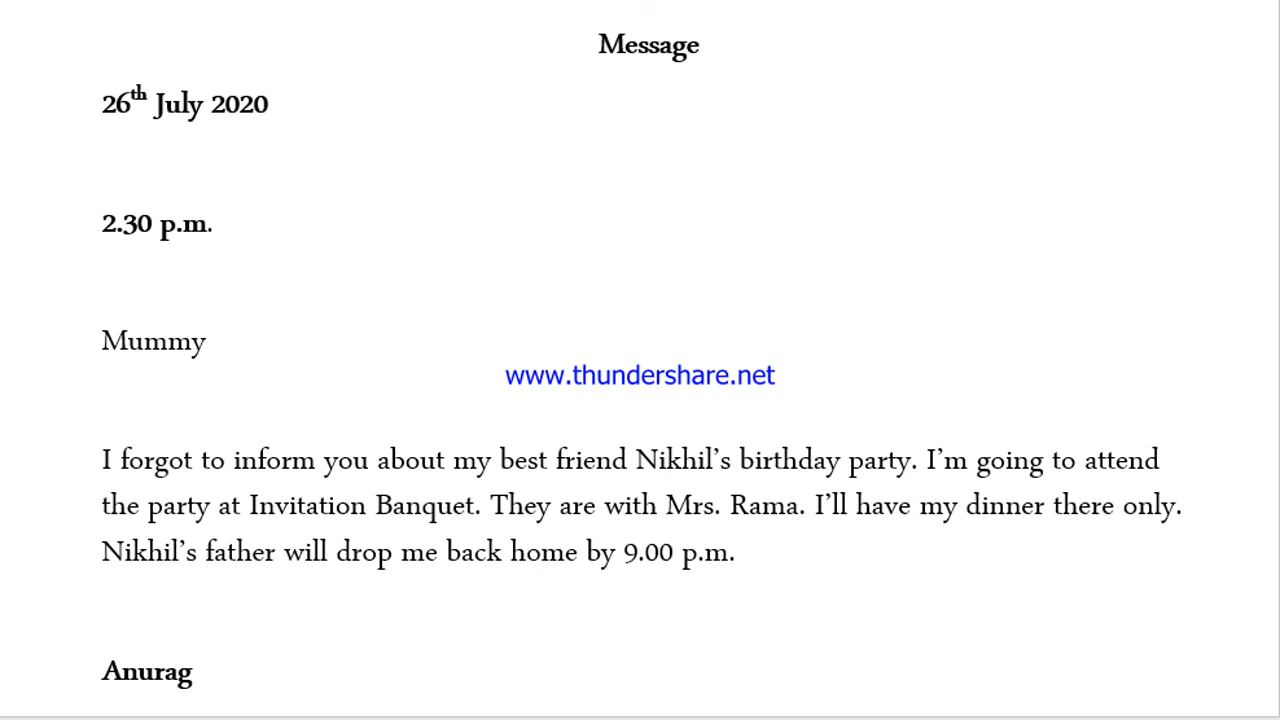 Message
26th July 2020
2.30 p.m.
Mummy
www.thundershare.net
I forgot to inform you about my best friend Nikhil’s birthday party. I’m going to attend
the party at Invitation Banquet. They are with Mrs. Rama. I’ll have my dinner there only.
Nikhil’s father will drop me back home by 9.00 p.m.
Anurag